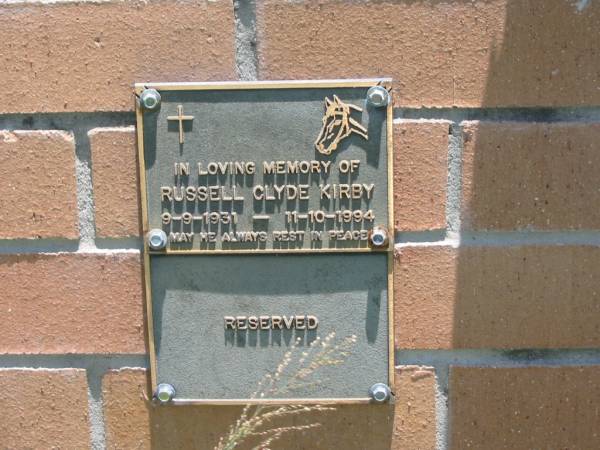 IN LOVING MEMORY OF
RUSSELL CLYDE KIRBY
9-9-1931 — 11-10-1994
MAY HE ALWAYS REST IN PEACE
RESERVED